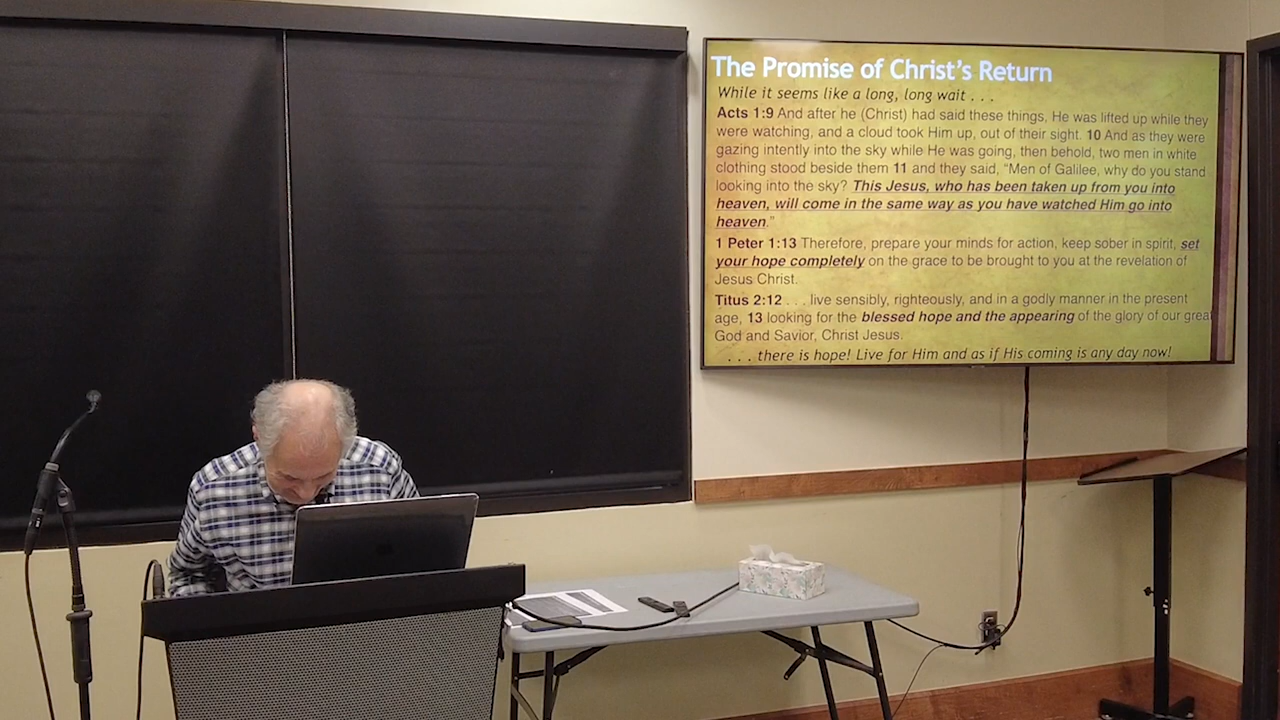 The Promise of Christ's Return
While it seems like a long, long wait . . .
Acts 1:9 And after he (Christ) had said these things, He was lifted up while they
were watching, and a cloud took Him up, out of their sight. 10 And as they were
gazing intently into the sky while He was going, then behold, two men in white
clothing stood beside them 11 and they said, “Men of Galilee, why do you stand
looking into the sky? This Jesus, who has been taken up from you into
heaven, will come in the same way as you have watched Him go into
heaven.”
1 Peter 1:13 Therefore, prepare your minds for action, keep sober in spirit, set
your hope completely on the grace to be brought to you at the revelation of
Jesus Christ.
Titus 2:12 . . . live sensibly, righteously, and in a godly manner in the present
age, 13 looking for the blessed hope and the appearing of the glory of our great
God and Savior, Christ Jesus.
. . . there is hope! Live for Him and as if His coming is any day now!